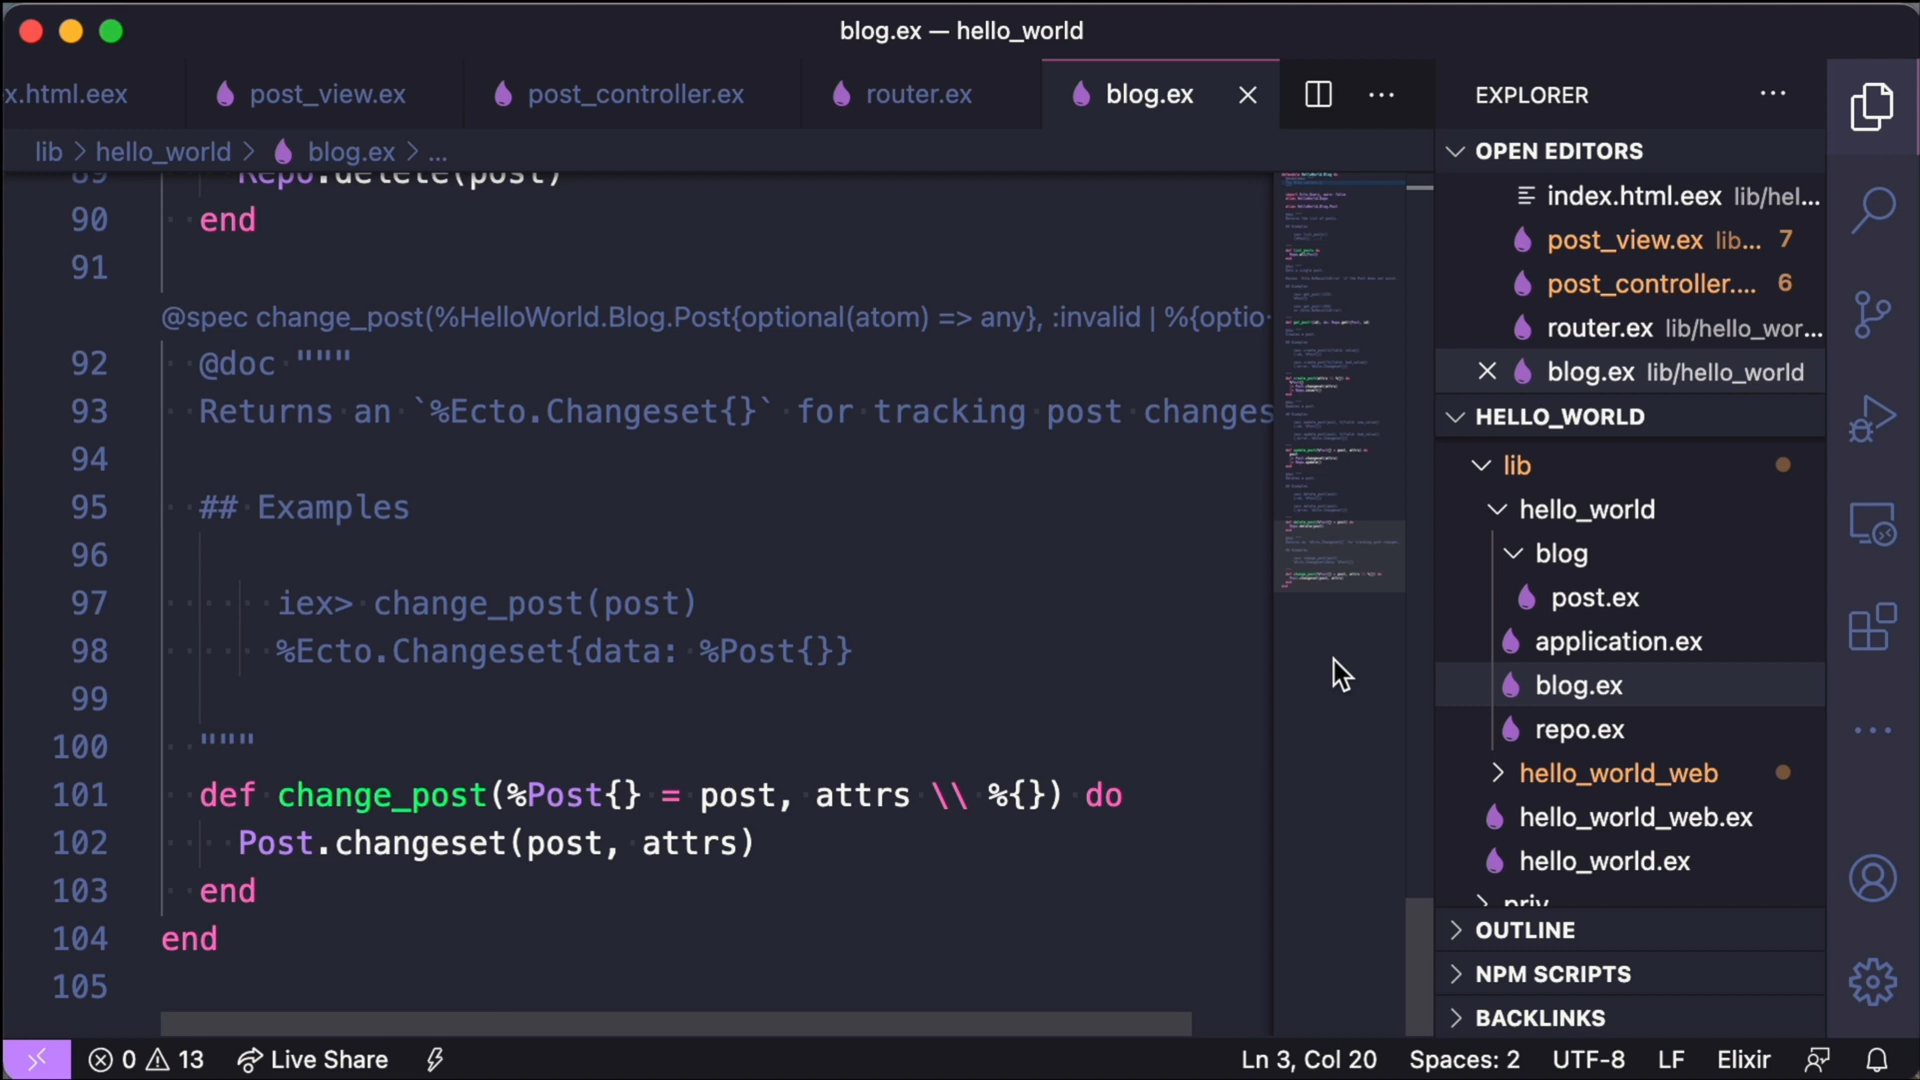 blog.ex — hello_world
x.html.eex
post_view.ex
post_controller.ex
router.ex
blog.ex
lib > hello_world > blog.ex > ...
89 Repo.delete(post)
90 end
91
@spec change_post(%HelloWorld.Blog.Post{optional(atom) => any}, :invalid | %{optio
92 @doc """
93 Returns an `%Ecto.Changeset{}` for tracking post changes
94
95 ## Examples
96
97 iex> change_post(post)
98 %Ecto.Changeset{data: %Post{}}
99
100 """
101 def change_post(%Post{} = post, attrs \\ %{}) do
102 Post.changeset(post, attrs)
103 end
104 end
105
EXPLORER
OPEN EDITORS
index.html.eex lib/hel...
post_view.ex lib... 7
post_controller.... 6
router.ex lib/hello_wor...
blog.ex lib/hello_world
HELLO_WORLD
lib
hello_world
blog
post.ex
application.ex
blog.ex
repo.ex
hello_world_web
hello_world_web.ex
hello_world.ex
priv
OUTLINE
NPM SCRIPTS
BACKLINKS
0 13 Live Share
Ln 3, Col 20 Spaces: 2 UTF-8 LF Elixir